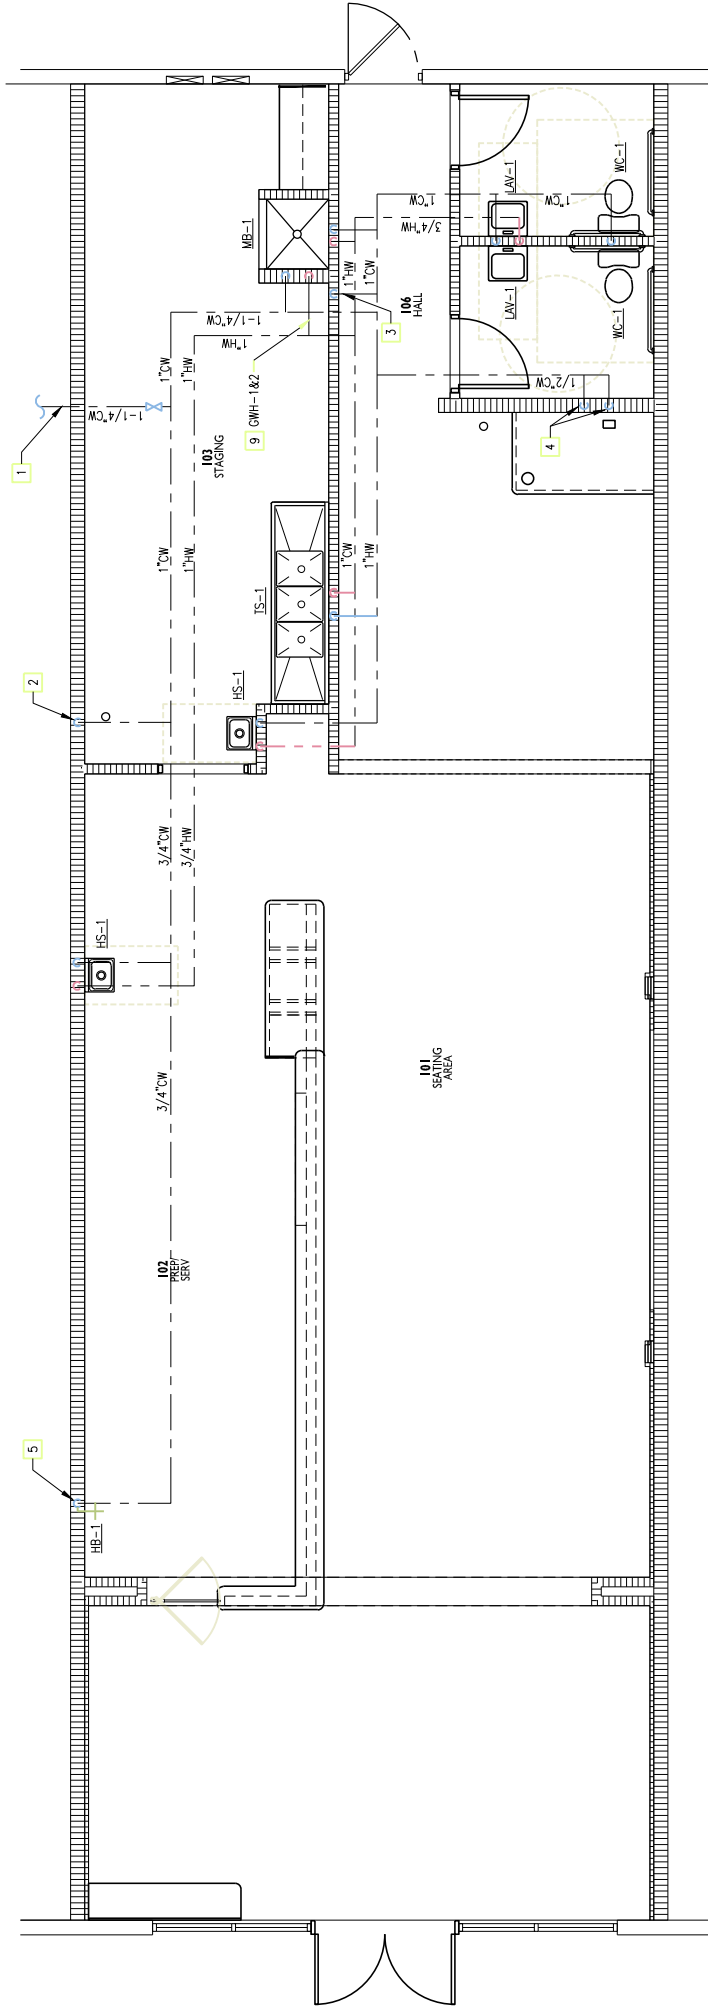 MB-1
1"CW
3/4"HW
LAV-1
1"CW
WC-1
1"HW
1"CW
106
HALL
LAV-1
WC-1
1-1/4"CW
1"HW
3
1"CW
1"HW
1/2"CW
1
1-1/4"CW
9
GWH-1&2
4
103
STAGING
1"CW
1"HW
1"CW
1"HW
TS-1
2
HS-1
3/4"CW
3/4"HW
HS-1
3/4"CW
101
SEATING
AREA
102
PREP/
SERV
5
HB-1